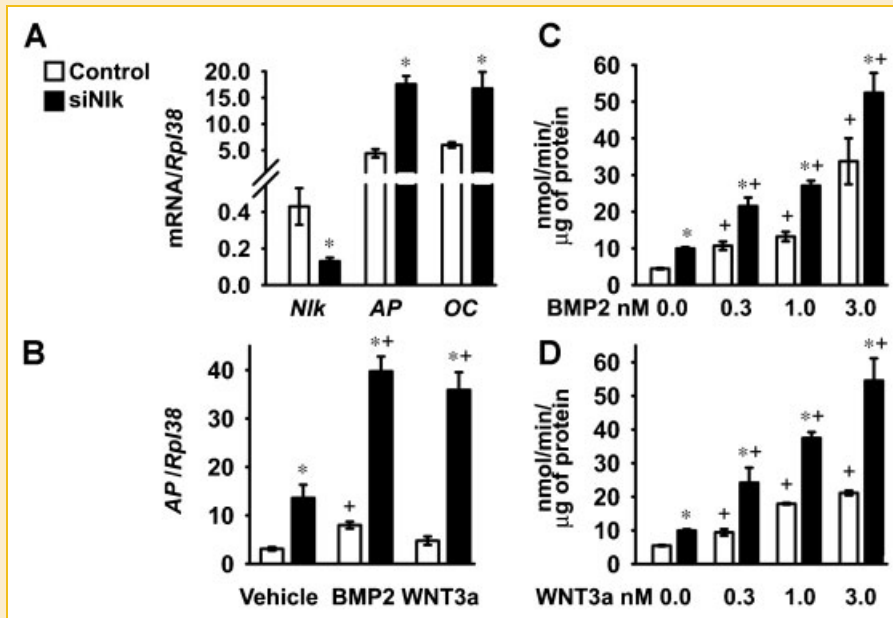 A
Control
siNlk
mRNA/Rpl38
20.0
15.0
10.0
5.0
0.4
0.2
0.0
*
*
*
Nlk AP OC
B
AP/Rpl38
40
30
20
10
0
*
+
*+
*+
Vehicle BMP2 WNT3a
C
nmol/min/
µg of protein
60
50
40
30
20
10
0
*
+
*+
+
*+
+
*+
BMP2 nM 0.0 0.3 1.0 3.0
D
nmol/min/
µg of protein
60
50
40
30
20
10
0
*
+
*+
+
*+
+
*+
WNT3a nM 0.0 0.3 1.0 3.0